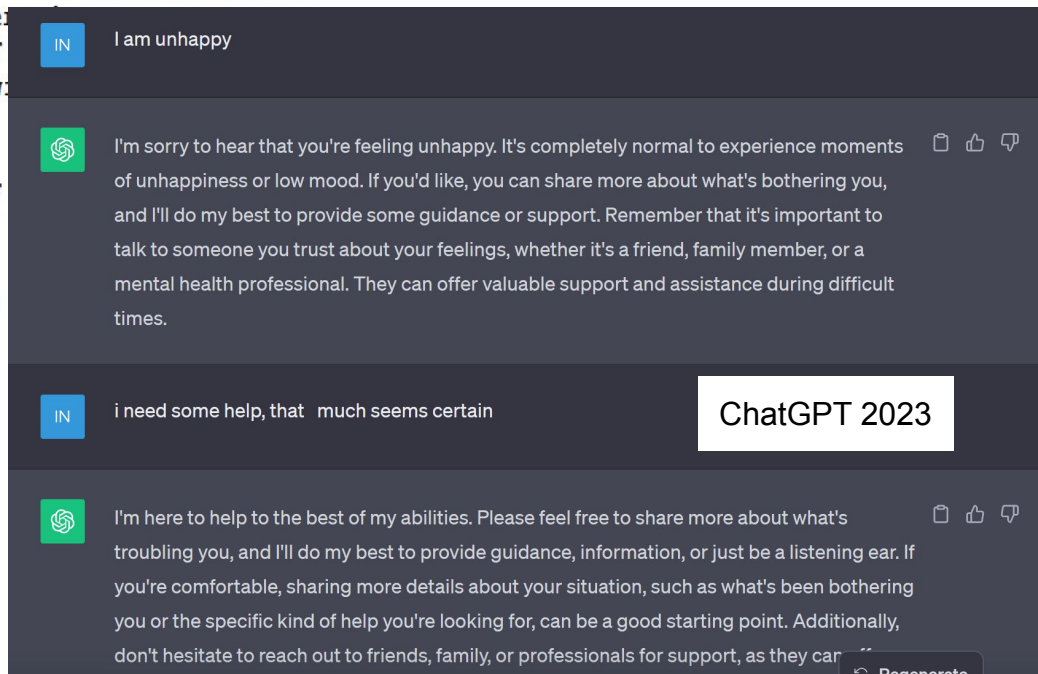 IN I am unhappy
I'm sorry to hear that you're feeling unhappy. It's completely normal to experience moments
of unhappiness or low mood. If you'd like, you can share more about what's bothering you,
and I'll do my best to provide some guidance or support. Remember that it's important to
talk to someone you trust about your feelings, whether it's a friend, family member, or a
mental health professional. They can offer valuable support and assistance during difficult
times.
IN i need some help, that much seems certain
ChatGPT 2023
I'm here to help to the best of my abilities. Please feel free to share more about what's
troubling you, and I'll do my best to provide guidance, information, or just be a listening ear. If
you're comfortable, sharing more details about your situation, such as what's been bothering
you or the specific kind of help you're looking for, can be a good starting point. Additionally,
don't hesitate to reach out to friends, family, or professionals for support, as they can
Regenerate